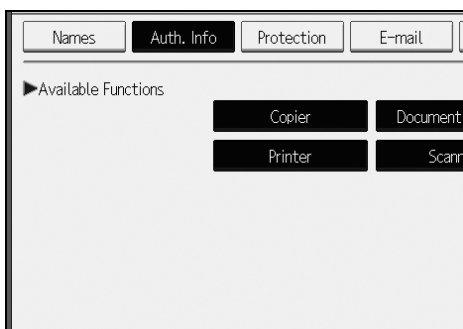 Names Auth. Info Protection E-mail
▶Available Functions
Copier Document
Printer